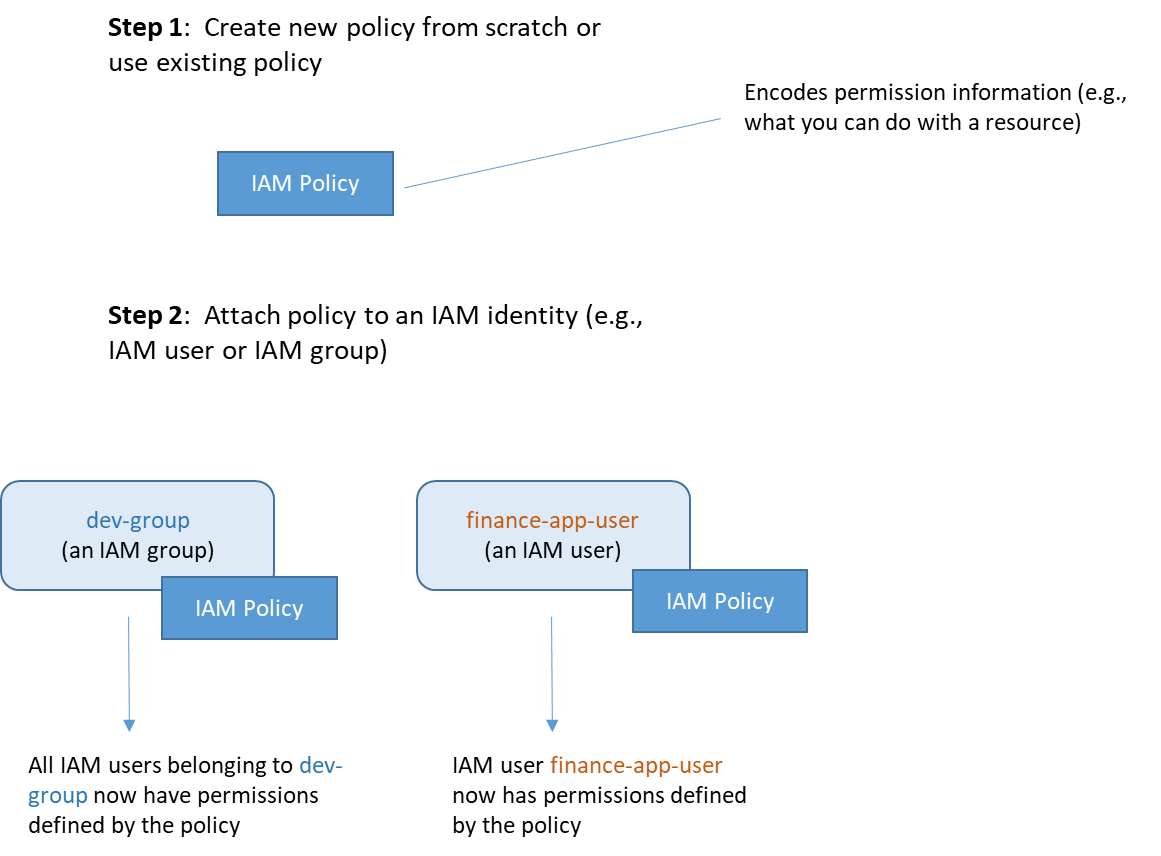 Step 1:  Create new policy from scratch or
use existing policy
Encodes permission information (e.g.,
what you can do with a resource)
IAM Policy
Step 2:  Attach policy to an IAM identity (e.g.,
IAM user or IAM group)
dev-group
(an IAM group)
IAM Policy
finance-app-user
(an IAM user)
IAM Policy
All IAM users belonging to dev-
group now have permissions
defined by the policy
IAM user finance-app-user
now has permissions defined
by the policy